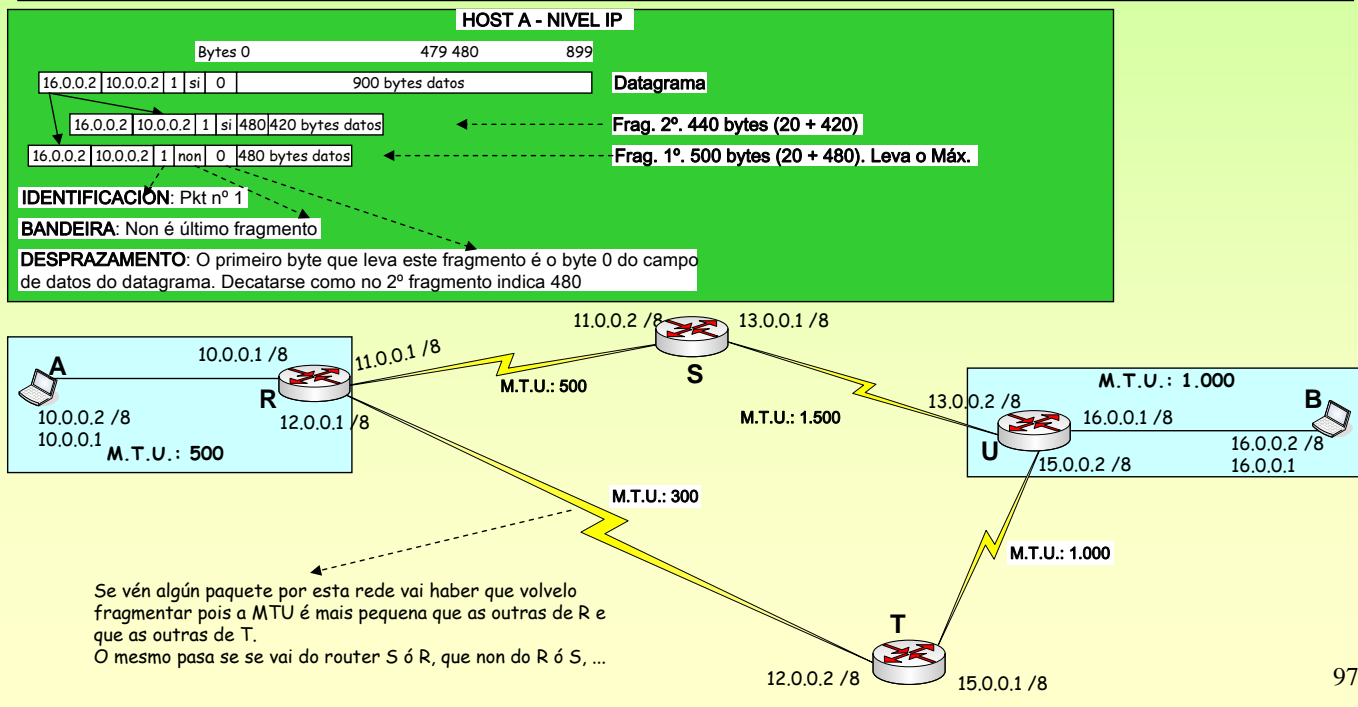 HOST A - NIVEL IP
Bytes 0 479 480 899
16.0.0.2 10.0.0.2 1 si 0 900 bytes datos Datagrama
16.0.0.2 10.0.0.2 1 si 480 420 bytes datos Frag. 2º. 440 bytes (20 + 420)
16.0.0.2 10.0.0.2 1 non 0 480 bytes datos Frag. 1º. 500 bytes (20 + 480). Leva o Máx.
IDENTIFICACIÓN: Pkt nº 1
BANDEIRA: Non é último fragmento
DESPRAZAMENTO: O primeiro byte que leva este fragmento é o byte 0 do campo
de datos do datagrama. Decatarse como no 2º fragmento indica 480
11.0.0.2 /8 13.0.0.1 /8
S
10.0.0.1 /8 11.0.0.1 /8
A
R
10.0.0.2 /8
10.0.0.1
12.0.0.1 /8
M.T.U.: 500
M.T.U.: 500
M.T.U.: 1.500
M.T.U.: 1.000
13.0.0.2 /8 16.0.0.1 /8
B
U
16.0.0.2 /8
16.0.0.1
15.0.0.2 /8
M.T.U.: 300
M.T.U.: 1.000
Se vén algún paquete por esta rede vai haber que volvelo
fragmentar pois a MTU é mais pequena que as outras de R e
que as outras de T.
O mesmo pasa se se vai do router S ó R, que non do R ó S, ...
T
12.0.0.2 /8 15.0.0.1 /8
97